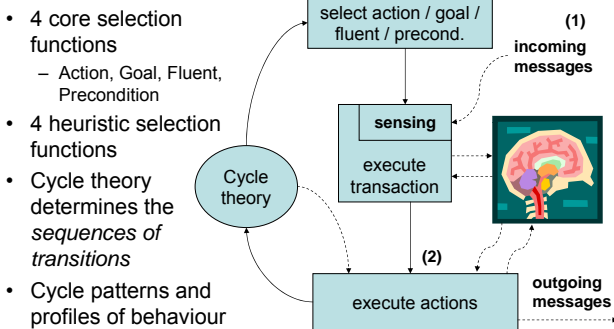 • 4 core selection
functions
– Action, Goal, Fluent,
Precondition
• 4 heuristic selection
functions
• Cycle theory
determines the
sequences of
transitions
• Cycle patterns and
profiles of behaviour
select action / goal /
fluent / precond.
(1)
incoming
messages
sensing
execute
transaction
Cycle
theory
(2)
execute actions
outgoing
messages